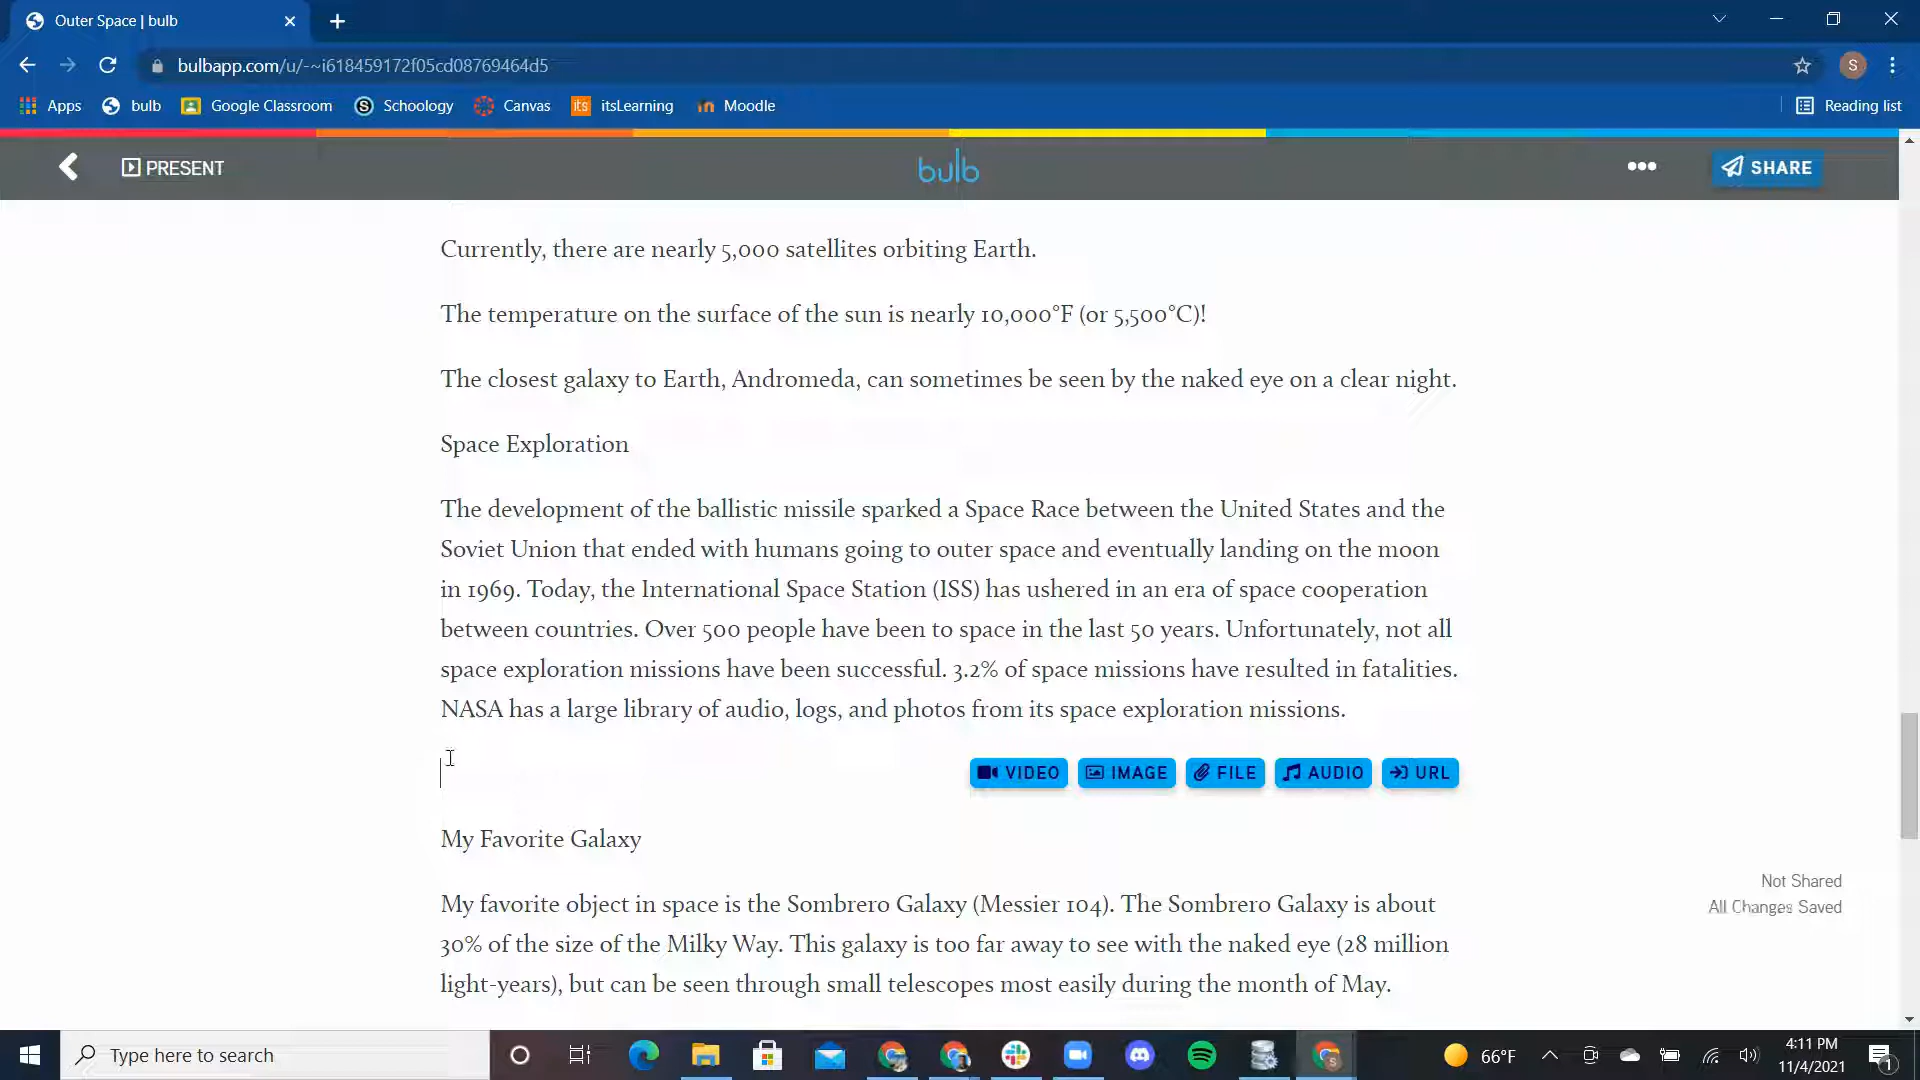 Outer Space | bulb
bulbapp.com/u/-~i618459172f05cd08769464d5
S
Apps bulb Google Classroom S Schoology Canvas its itsLearning Moodle Reading list
PRESENT bulb SHARE
Currently, there are nearly 5,000 satellites orbiting Earth.
The temperature on the surface of the sun is nearly 10,000°F (or 5,500°C)!
The closest galaxy to Earth, Andromeda, can sometimes be seen by the naked eye on a clear night.
Space Exploration
The development of the ballistic missile sparked a Space Race between the United States and the
Soviet Union that ended with humans going to outer space and eventually landing on the moon
in 1969. Today, the International Space Station (ISS) has ushered in an era of space cooperation
between countries. Over 500 people have been to space in the last 50 years. Unfortunately, not all
space exploration missions have been successful. 3.2% of space missions have resulted in fatalities.
NASA has a large library of audio, logs, and photos from its space exploration missions.
VIDEO IMAGE FILE AUDIO URL
My Favorite Galaxy
Not Shared
My favorite object in space is the Sombrero Galaxy (Messier 104). The Sombrero Galaxy is about
All Changes Saved
30% of the size of the Milky Way. This galaxy is too far away to see with the naked eye (28 million
light-years), but can be seen through small telescopes most easily during the month of May.
Type here to search
66°F
4:11 PM
11/4/2021
1